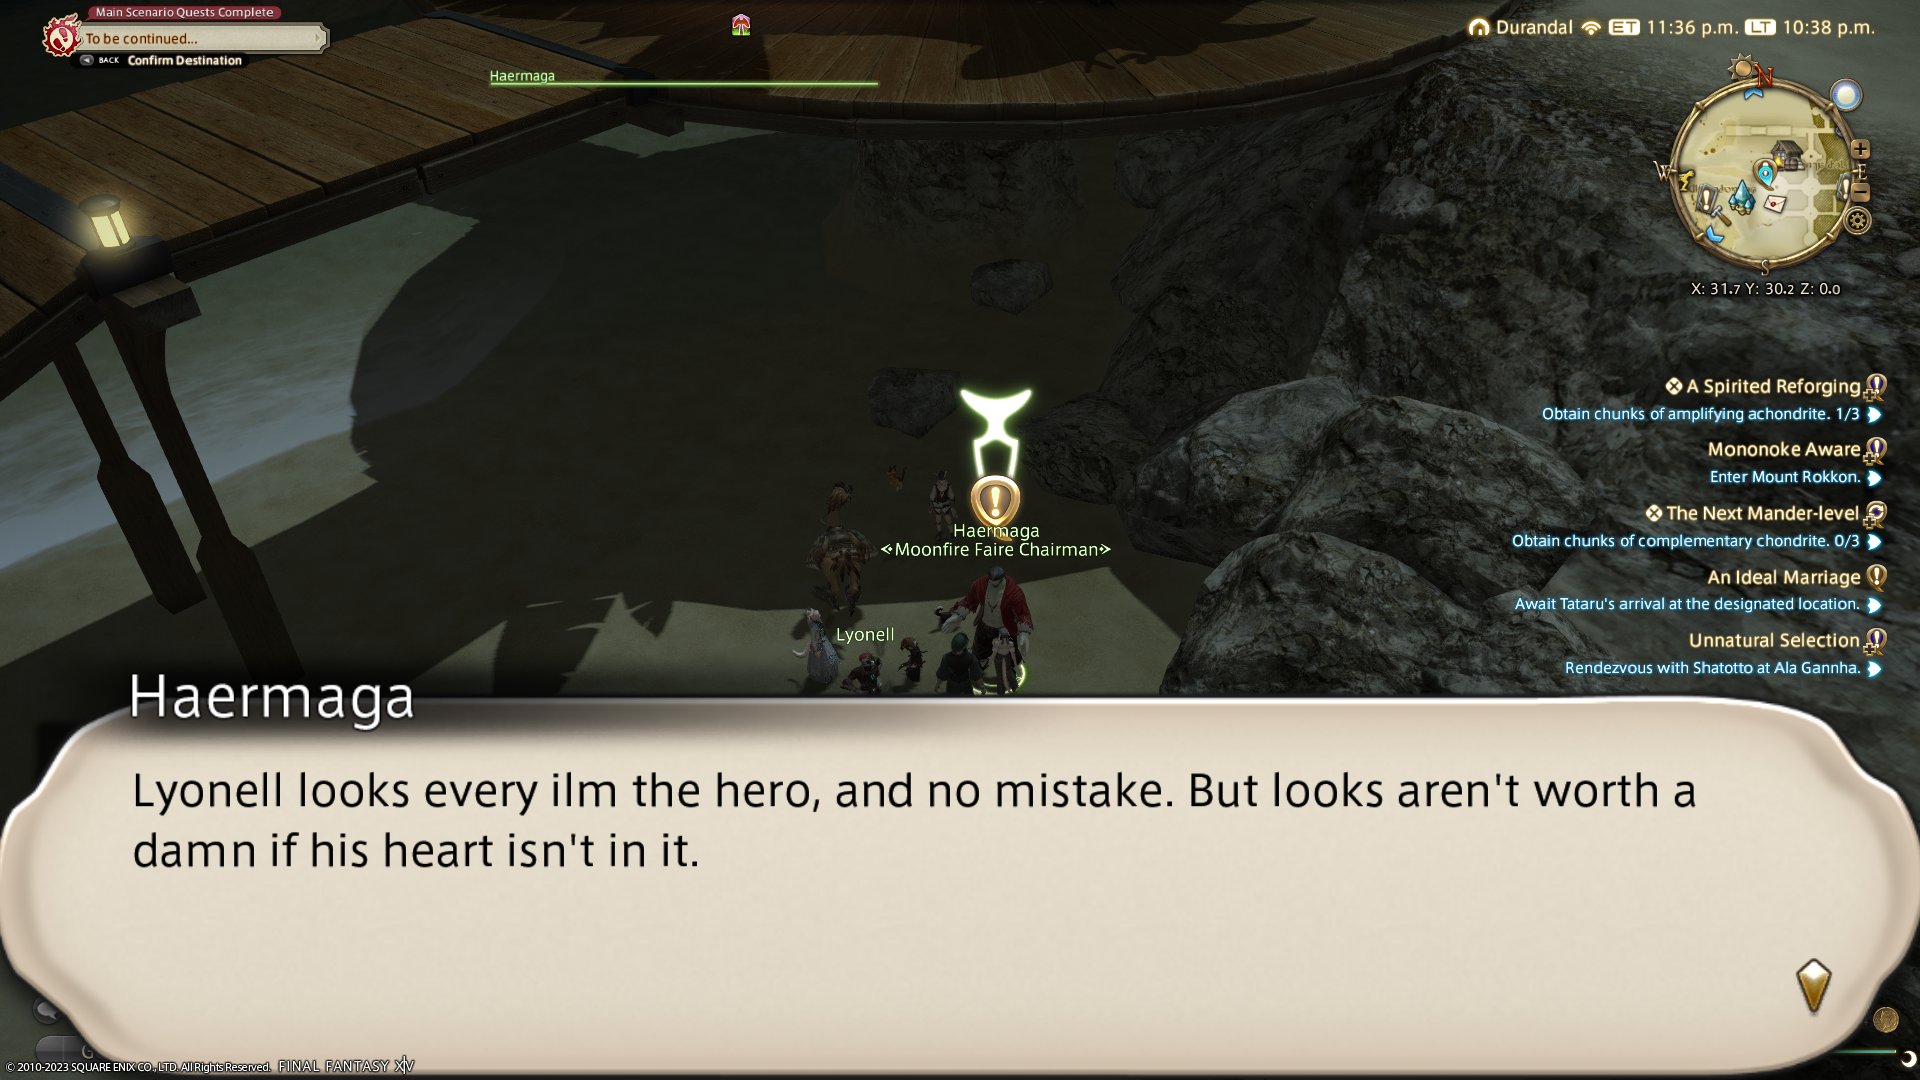 Main Scenario Quests Complete
To be continued...
BACK Confirm Destination
Durandal ET 11:36 p.m. LT 10:38 p.m.
Haermaga
N
W
E
S
X: 31.7 Y: 30.2 Z: 0.0
A Spirited Reforging
Obtain chunks of amplifying achondrite. 1/3
Mononoke Aware
Enter Mount Rokkon.
The Next Mander-level
Obtain chunks of complementary chondrite. 0/3
An Ideal Marriage
Await Tataru's arrival at the designated location.
Unnatural Selection
Rendezvous with Shatotto at Ala Gannha.
Haermaga
<Moonfire Faire Chairman>
Lyonell
Haermaga
Lyonell looks every ilm the hero, and no mistake. But looks aren't worth a
damn if his heart isn't in it.
© 2010-2023 SQUARE ENIX CO., LTD. All Rights Reserved. FINAL FANTASY XIV